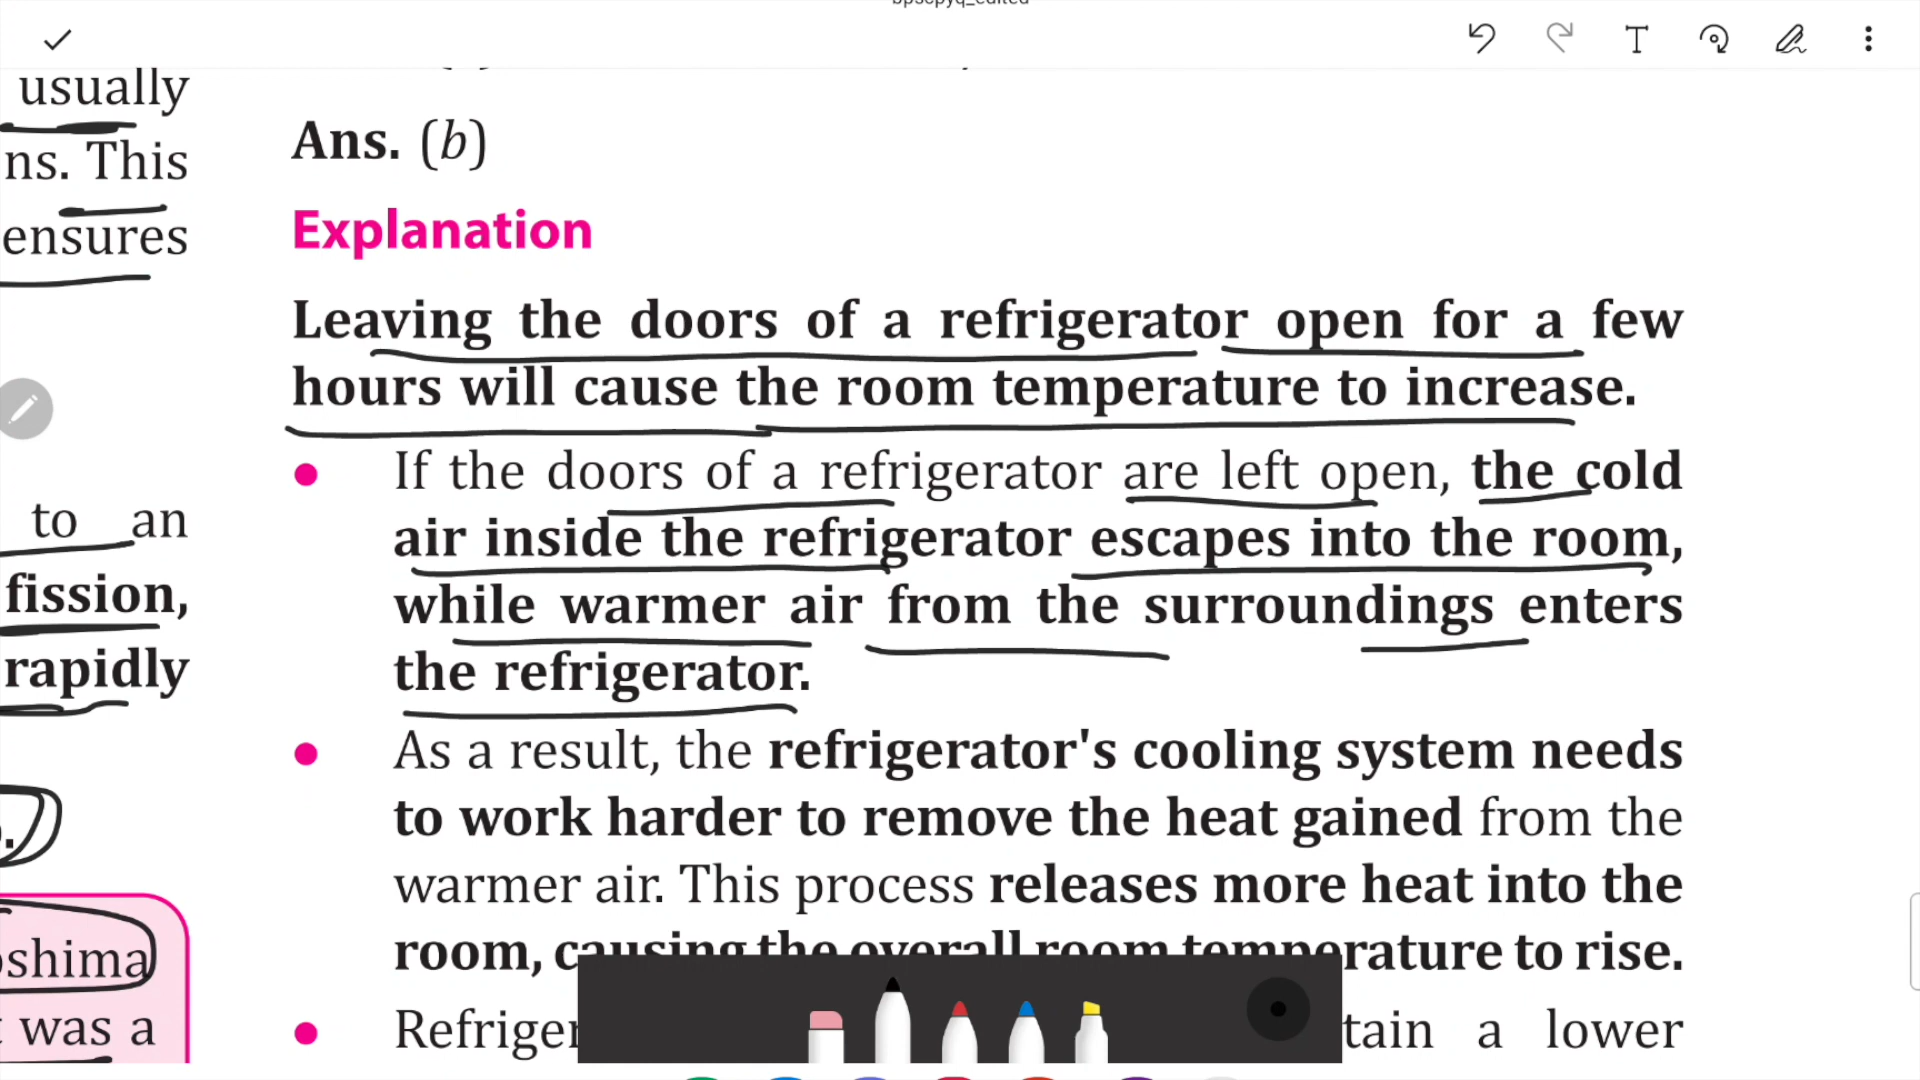 usually
ns. This
ensures
to an
fission,
rapidly
oshima
was a
Ans. (b)
Explanation
Leaving the doors of a refrigerator open for a few
hours will cause the room temperature to increase.
• If the doors of a refrigerator are left open, the cold
air inside the refrigerator escapes into the room,
while warmer air from the surroundings enters
the refrigerator.
• As a result, the refrigerator's cooling system needs
to work harder to remove the heat gained from the
warmer air. This process releases more heat into the
room, causing the overall room temperature to rise.
• Refriger tain a lower